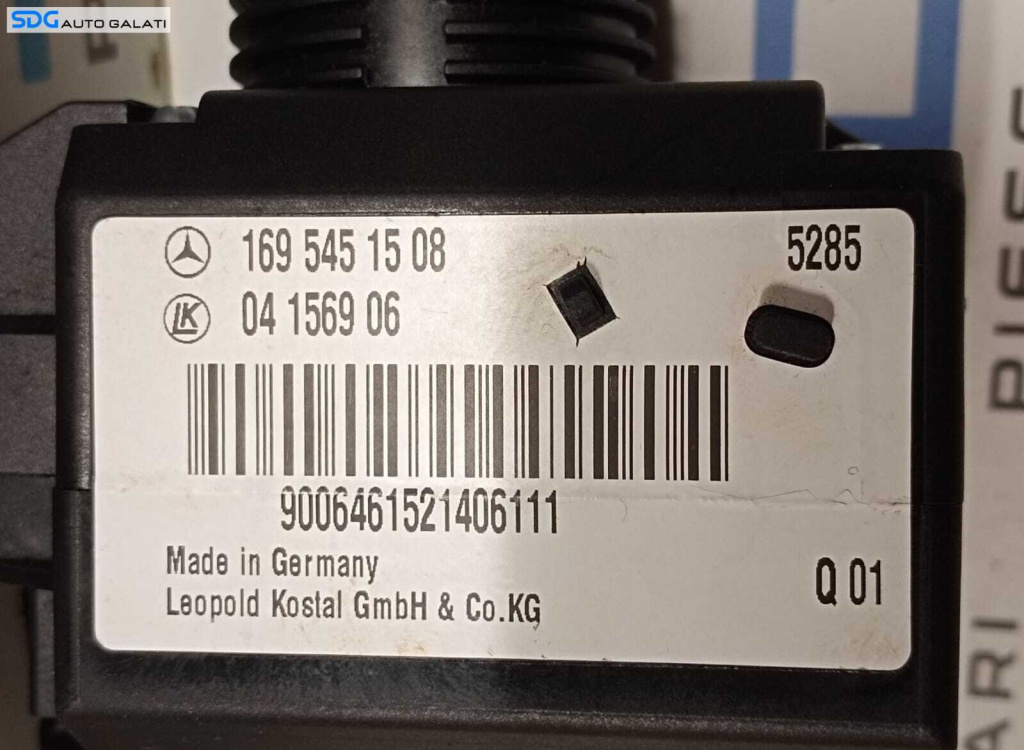 SDG AUTO GALATI
169 545 15 08
5285
LK
04 1569 06
9006461521406111
Made in Germany
Leopold Kostal GmbH & Co.KG
Q 01